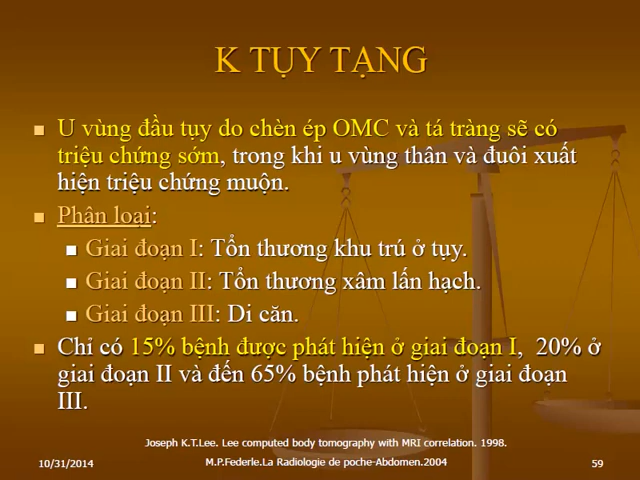 K TỤY TẠNG
U vùng đầu tụy do chèn ép OMC và tá tràng sẽ có
triệu chứng sớm, trong khi u vùng thân và đuôi xuất
hiện triệu chứng muộn.
Phân loại:
Giai đoạn I: Tổn thương khu trú ở tụy.
Giai đoạn II: Tổn thương xâm lấn hạch.
Giai đoạn III: Di căn.
Chỉ có 15% bệnh được phát hiện ở giai đoạn I, 20% ở
giai đoạn II và đến 65% bệnh phát hiện ở giai đoạn
III.
Joseph K.T.Lee. Lee computed body tomography with MRI correlation. 1998.
10/31/2014 M.P.Federle.La Radiologie de poche-Abdomen.2004 59